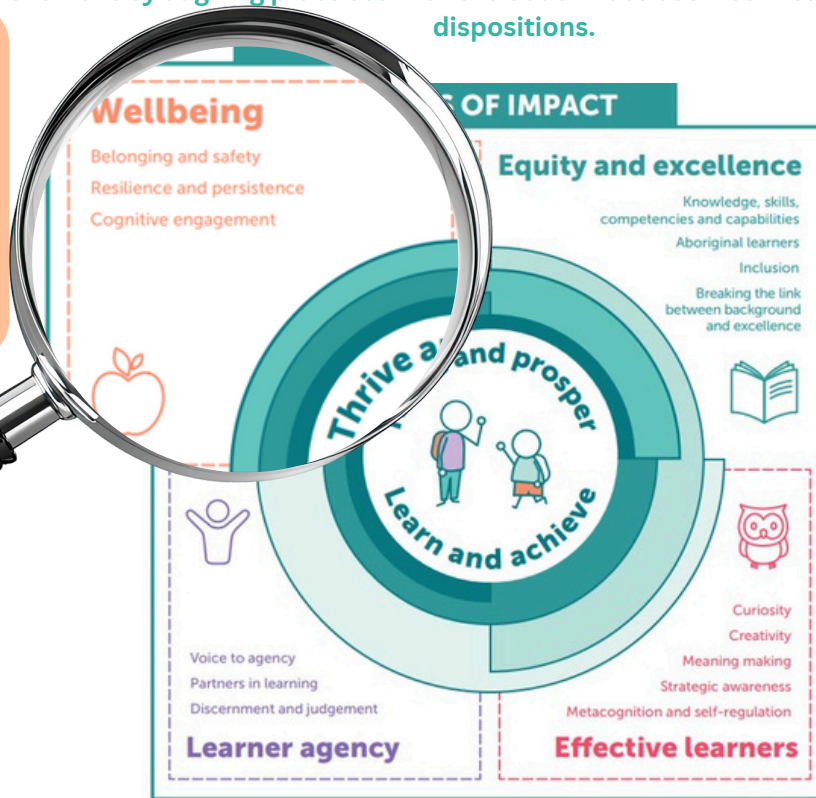 dispositions.
OF IMPACT
Wellbeing
Belonging and safety
Resilience and persistence
Cognitive engagement
Equity and excellence
Knowledge, skills,
competencies and capabilities
Aboriginal learners
Inclusion
Breaking the link
between background
and excellence
Thrive a and prosper
Learn and achieve
Voice to agency
Partners in learning
Discernment and judgement
Learner agency
Curiosity
Creativity
Meaning making
Strategic awareness
Metacognition and self-regulation
Effective learners